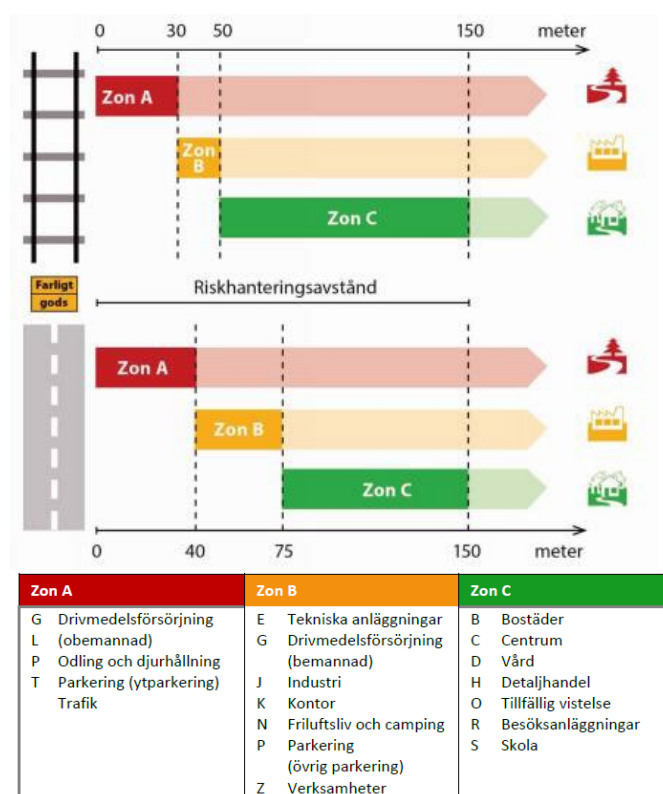 0 30 50 150 meter
Zon A
Zon
B
Zon C
Farligt
gods
Riskhanteringsavstånd
Zon A
Zon B
Zon C
0 40 75 150 meter
Zon A
G Drivmedelsförsörjning
L (obemannad)
P Odling och djurhållning
T Parkering (ytparkering)
Trafik
Zon B
E Tekniska anläggningar
G Drivmedelsförsörjning
(bemannad)
J Industri
K Kontor
N Friluftsliv och camping
P Parkering
(övrig parkering)
Z Verksamheter
Zon C
B Bostäder
C Centrum
D Vård
H Detaljhandel
O Tillfällig vistelse
R Besöksanläggningar
S Skola